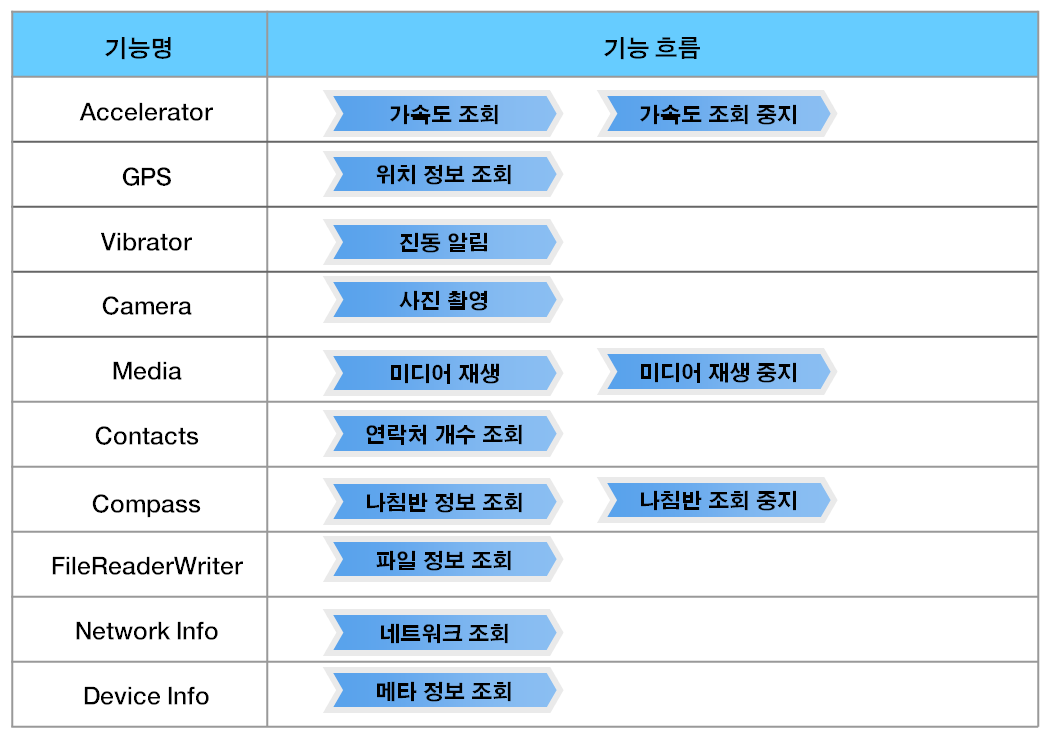 기능명 기능 흐름
Accelerator 가속도 조회 가속도 조회 중지
GPS 위치 정보 조회
Vibrator 진동 알림
Camera 사진 촬영
Media 미디어 재생 미디어 재생 중지
Contacts 연락처 개수 조회
Compass 나침반 정보 조회 나침반 조회 중지
FileReaderWriter 파일 정보 조회
Network Info 네트워크 조회
Device Info 메타 정보 조회